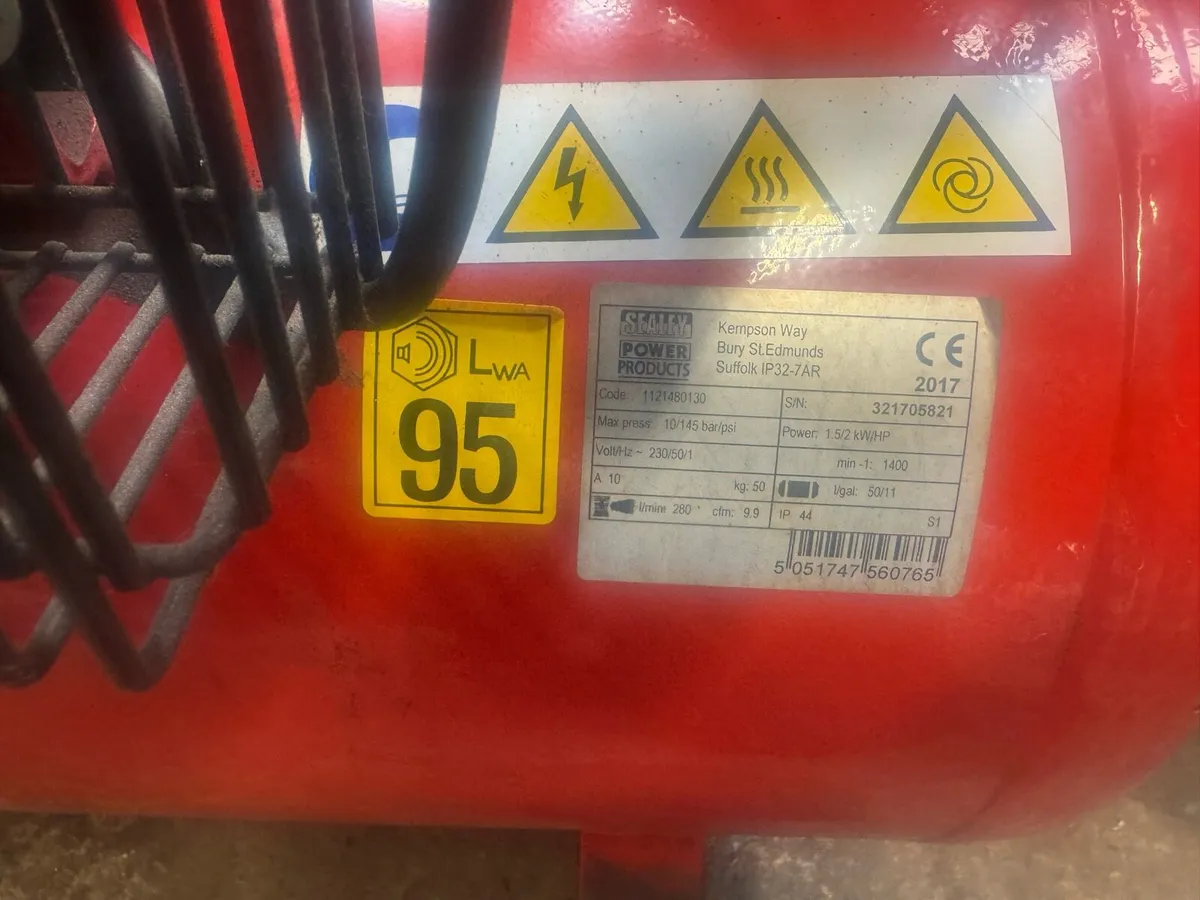 LWA
95
SEALEY
POWER
PRODUCTS
Kempson Way
Bury St.Edmunds
Suffolk IP32-7AR
CE
2017
Code: 1121480130
S/N: 321705821
Max press: 10/145 bar/psi
Power: 1.5/2 kW/HP
Volt/Hz ~ 230/50/1
min -1: 1400
A 10 kg: 50
l/gal: 50/11
l/min: 280 cfm: 9.9
IP 44 S1
5 051747 560765